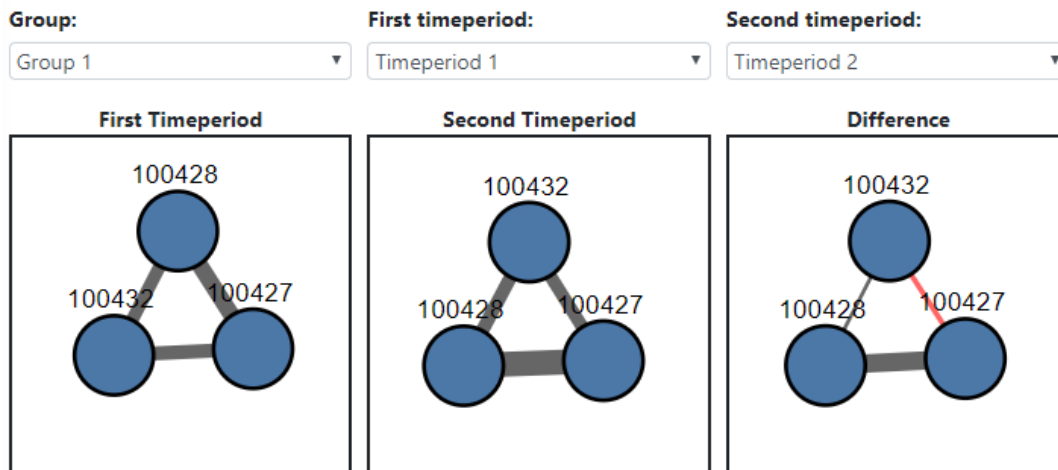 Group: First timeperiod: Second timeperiod:
Group 1 Timeperiod 1 Timeperiod 2
First Timeperiod Second Timeperiod Difference
100428
100432 100427
100432
100428 100427
100432
100428 100427